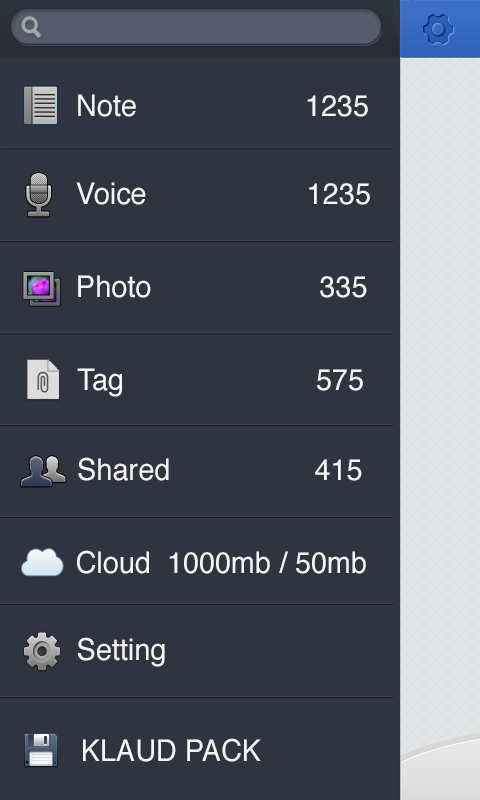 Note 1235
Voice 1235
Photo 335
Tag 575
Shared 415
Cloud 1000mb / 50mb
Setting
KLAUD PACK